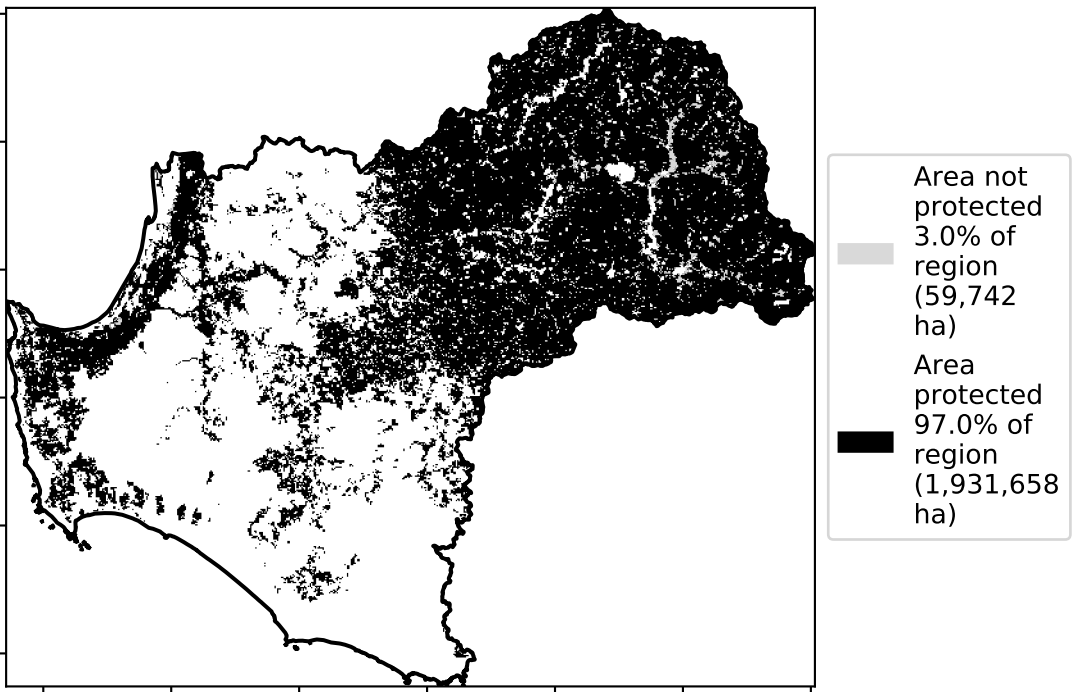 Area not
protected
3.0% of
region
(59,742
ha)
Area
protected
97.0% of
region
(1,931,658
ha)